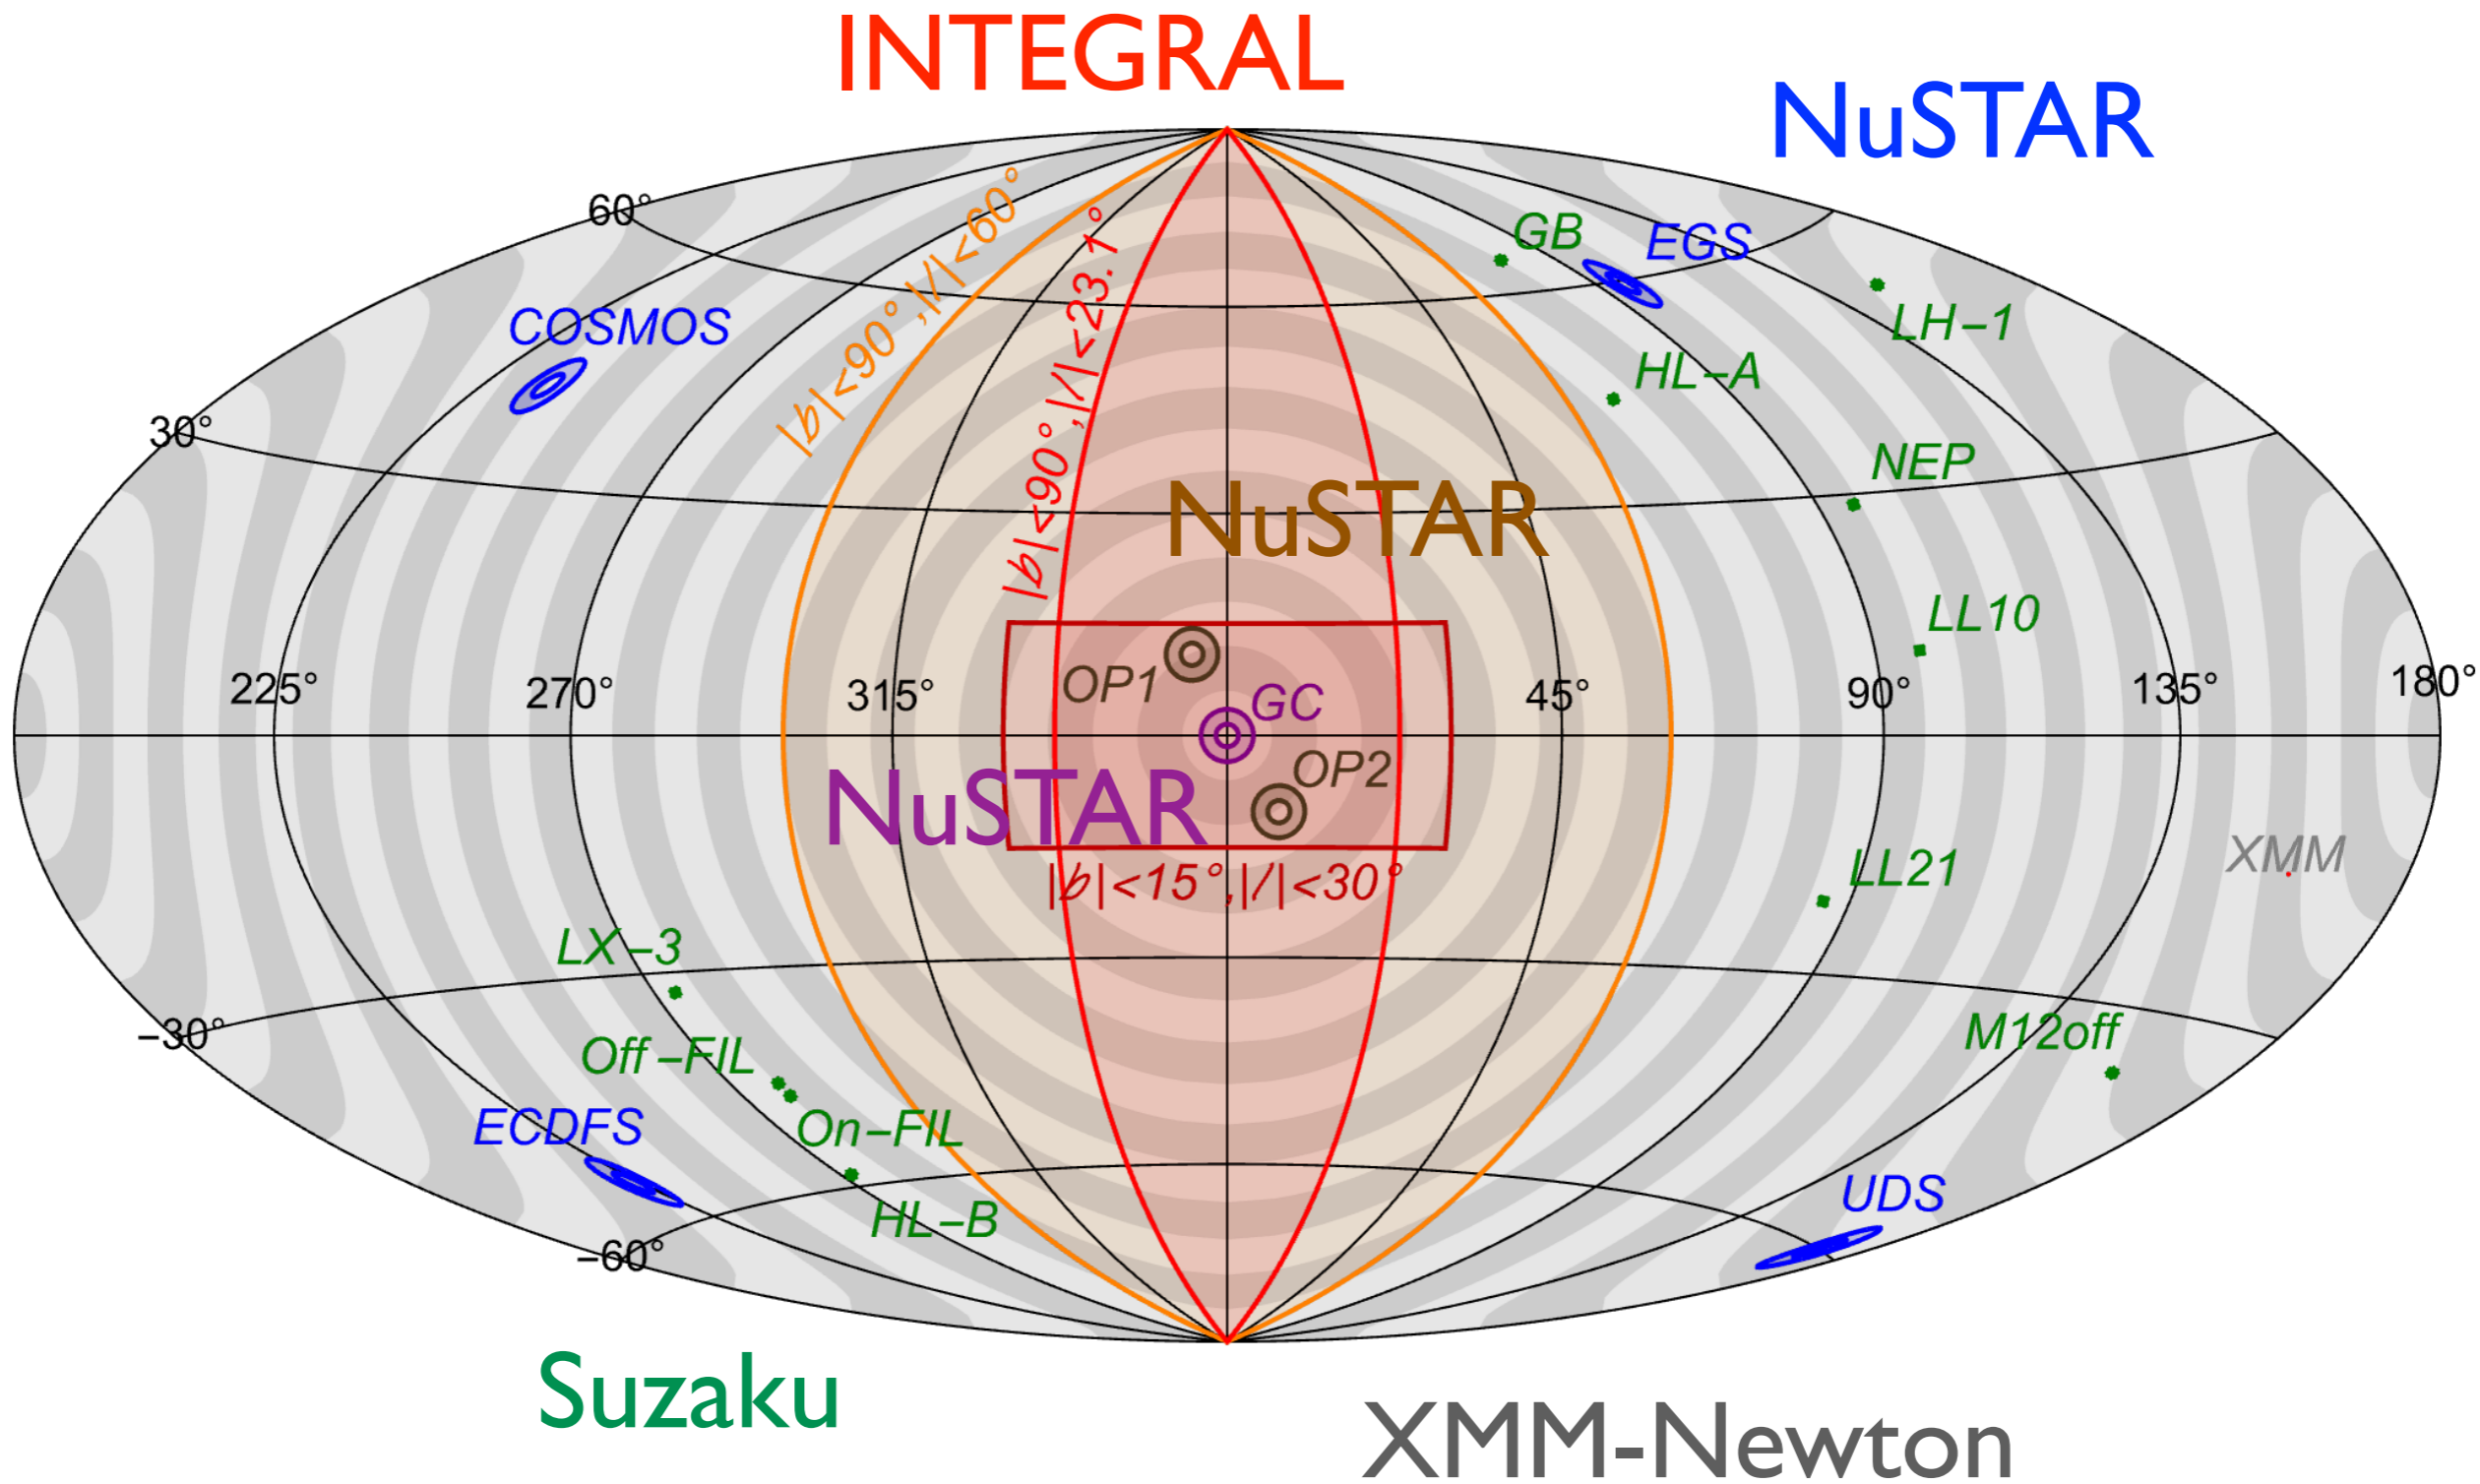 INTEGRAL
NuSTAR
60°
|b|<90°,|l|<60°
|b|<90°,|l|<23.1°
GB
EGS
COSMOS
LH-1
HL-A
30°
NEP
NuSTAR
LL10
OP1
GC
225°
270°
315°
45°
90°
135°
180°
OP2
NuSTAR
|b|<15°,|l|<30°
LL21
XMM
LX-3
-30°
M12off
Off-FIL
ECDFS
On-FIL
UDS
HL-B
-60°
Suzaku
XMM-Newton